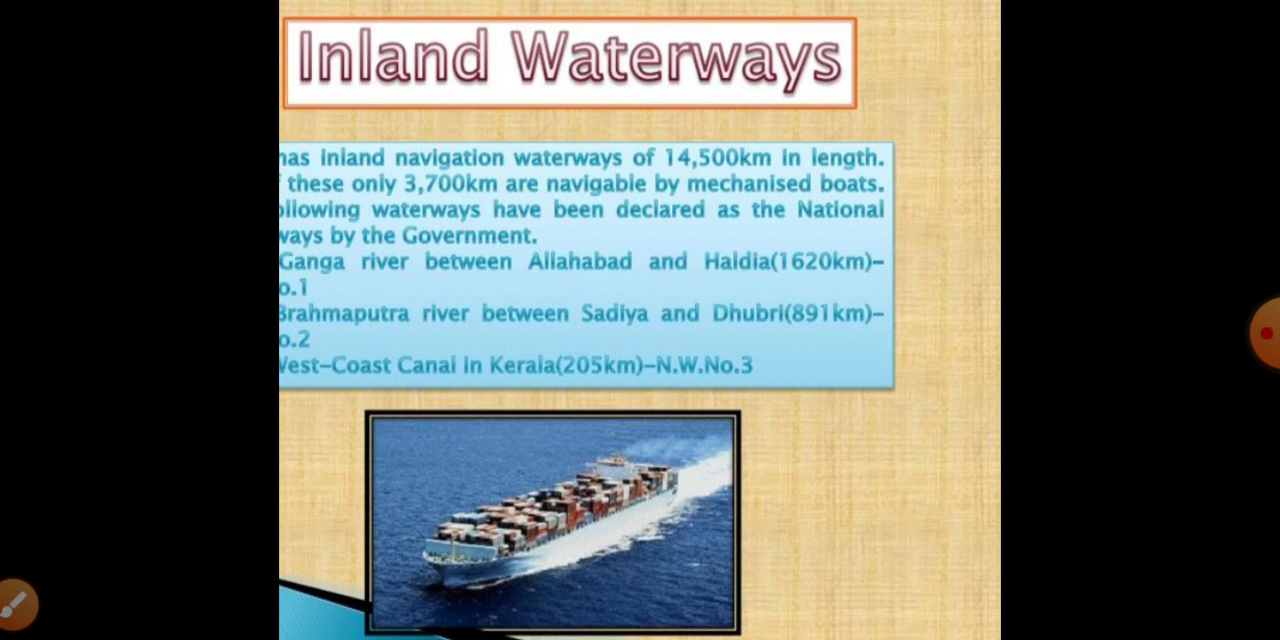 Inland Waterways
has inland navigation waterways of 14,500km in length.
these only 3,700km are navigable by mechanised boats.
ollowing waterways have been declared as the National
ways by the Government.
Ganga river between Allahabad and Haldia(1620km)–
o.1
Brahmaputra river between Sadiya and Dhubri(891km)–
o.2
West–Coast Canal in Kerala(205km)–N.W.No.3